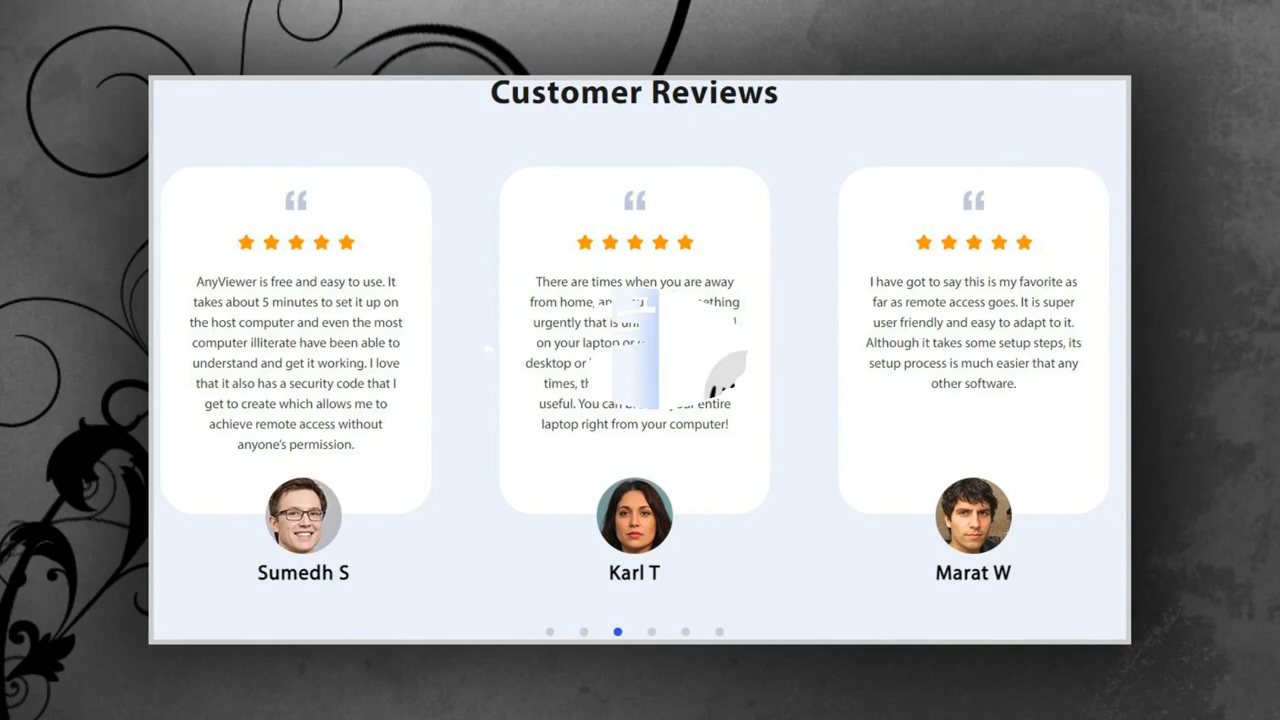 Customer Reviews
AnyViewer is free and easy to use. It
takes about 5 minutes to set it up on
the host computer and even the most
computer illiterate have been able to
understand and get it working. I love
that it also has a security code that I
get to create which allows me to
achieve remote access without
anyone's permission.
Sumedh S
There are times when you are away
from home,
urgently that is
on your laptop or
desktop or
times,
useful. You can entire
laptop right from your computer!
Karl T
I have got to say this is my favorite as
far as remote access goes. It is super
user friendly and easy to adapt to it.
Although it takes some setup steps, its
setup process is much easier that any
other software.
Marat W